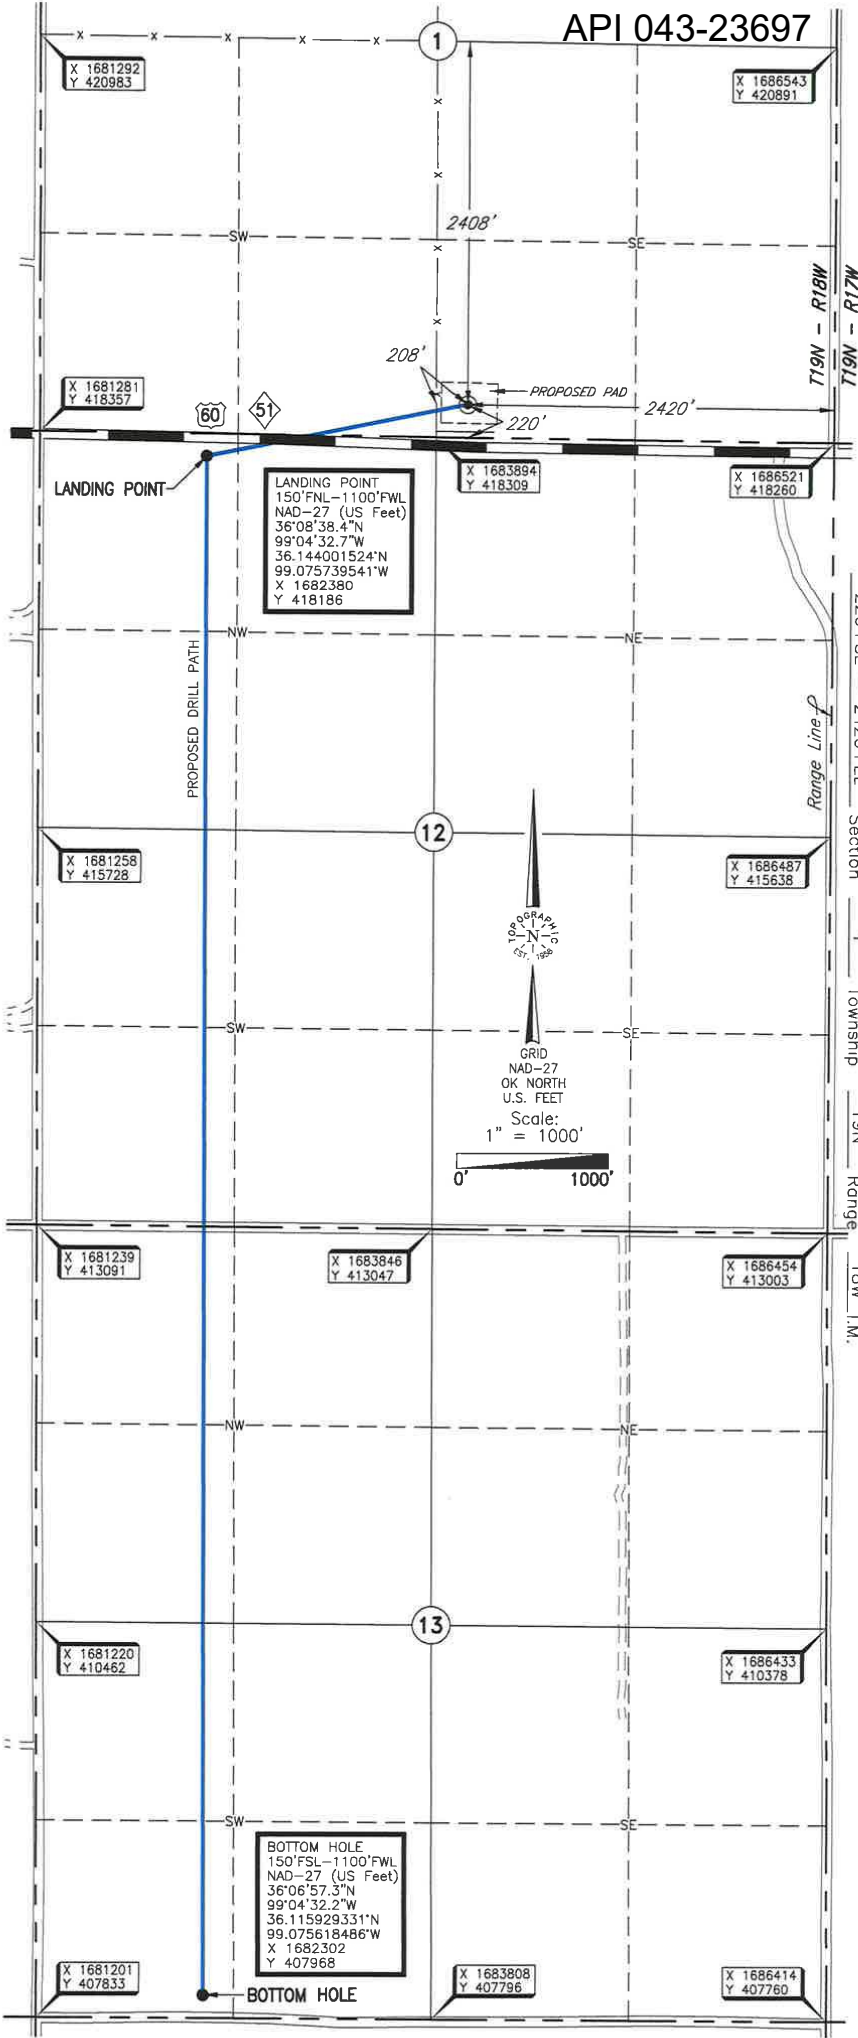 API 043-23697
1
X 1681292
Y 420983
X 1686543
Y 420891
2408'
SW
SE
T19N - R18W
T19N - R17W
208'
X 1681281
Y 418357
PROPOSED PAD
2420'
220'
60
51
X 1683894
Y 418309
X 1686521
Y 418260
LANDING POINT
LANDING POINT
150'FNL-1100'FWL
NAD-27 (US Feet)
36°08'38.4"N
99°04'32.7"W
36.144001524°N
99.075739541°W
X 1682380
Y 418186
NW
NE
PROPOSED DRILL PATH
Range Line
12
X 1681258
Y 415728
X 1686487
Y 415638
Section
Township
Range
I.M.
TOPOGRAPHIC
N
EST. 1958
SW
SE
GRID
NAD-27
OK NORTH
U.S. FEET
Scale:
1" = 1000'
0' 1000'
X 1681239
Y 413091
X 1683846
Y 413047
X 1686454
Y 413003
NW
NE
13
X 1681220
Y 410462
X 1686433
Y 410378
SW
SE
BOTTOM HOLE
150'FSL-1100'FWL
NAD-27 (US Feet)
36°06'57.3"N
99°04'32.2"W
36.115929331°N
99.075618486°W
X 1682302
Y 407968
X 1681201
Y 407833
BOTTOM HOLE
X 1683808
Y 407796
X 1686414
Y 407760